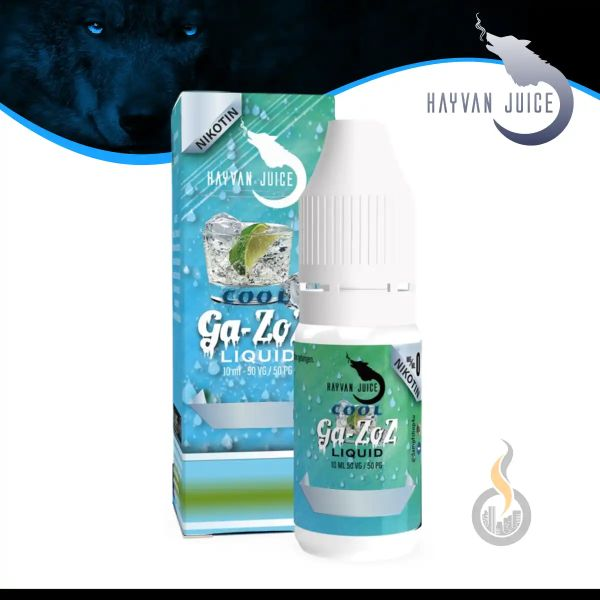 HAYVAN JUICE
NIKOTIN
HAYVAN JUICE
COOL
Ga-ZoZ
LIQUID
10 ml - 50 VG / 50 PG
HAYVAN JUICE
COOL
Ga-ZoZ
LIQUID
10 ML 50 VG / 50 PG
NIKOTIN